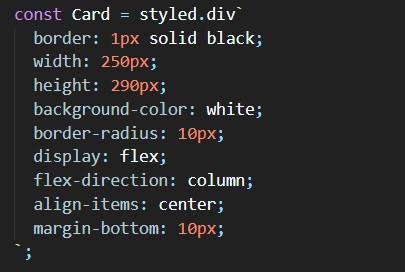 const Card = styled.div`
  border: 1px solid black;
  width: 250px;
  height: 290px;
  background-color: white;
  border-radius: 10px;
  display: flex;
  flex-direction: column;
  align-items: center;
  margin-bottom: 10px;
`;